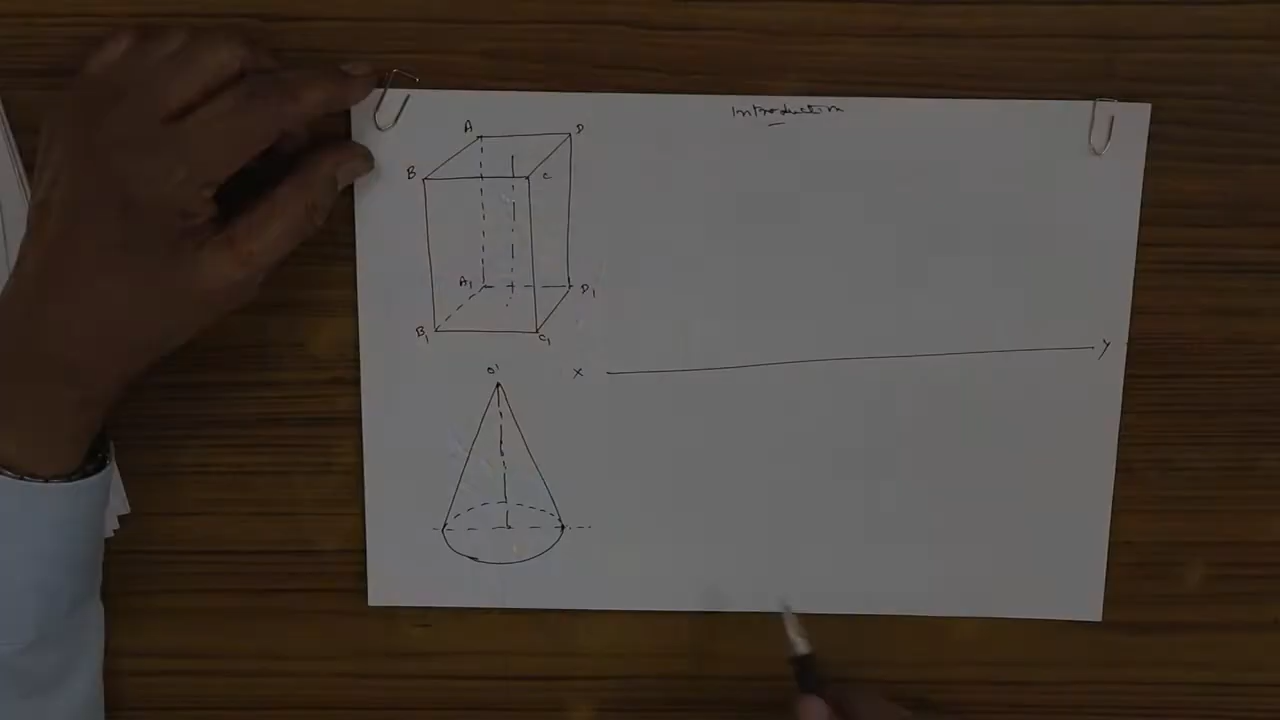 Introduction
A D
B C
A1 D1
B1 C1
O'
X Y